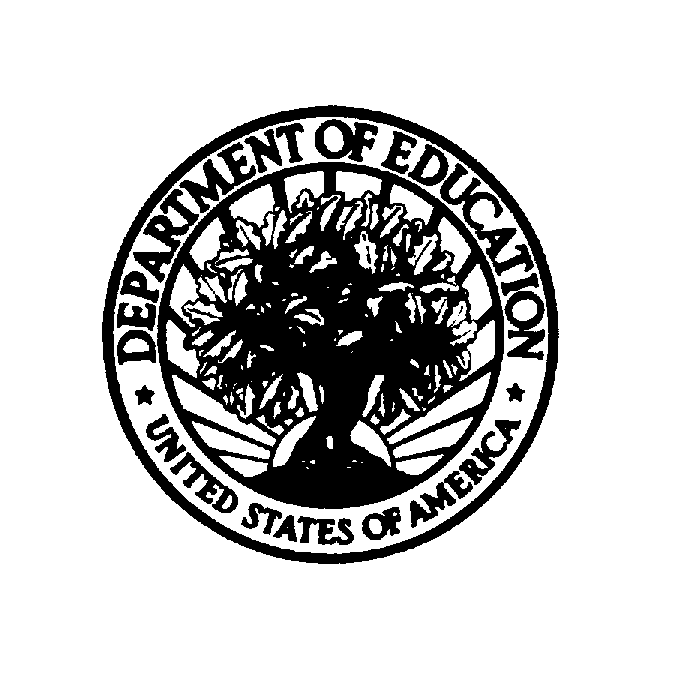 DEPARTMENT OF EDUCATION
UNITED STATES OF AMERICA